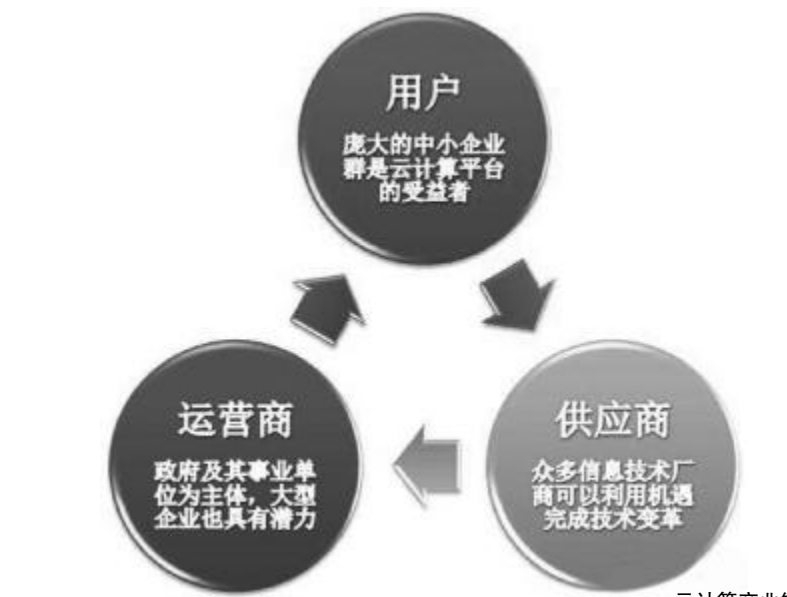 用户
庞大的中小企业
群是云计算平台
的受益者
运营商
政府及其事业单
位为主体，大型
企业也具有潜力
供应商
众多信息技术厂
商可以利用机遇
完成技术变革